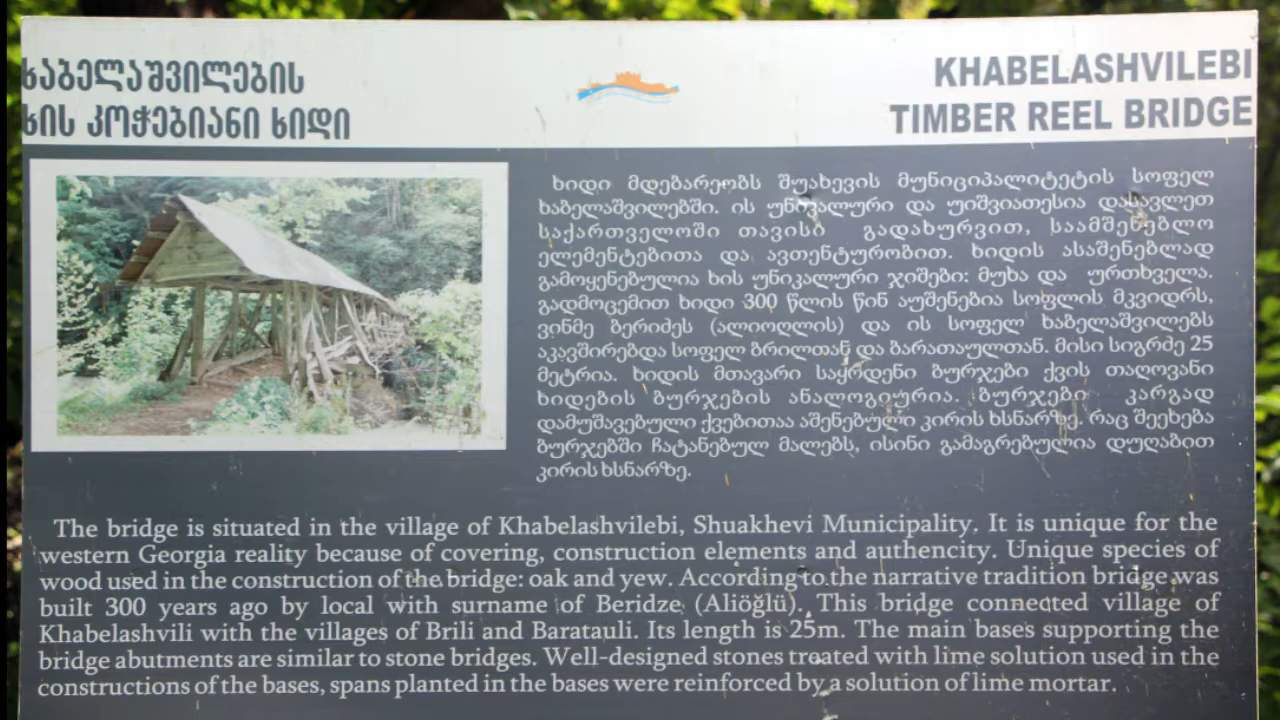 ხაბელაშვილების
ხის კოჭებიანი ხიდი
KHABELASHVILEBI
TIMBER REEL BRIDGE
ხიდი მდებარეობს შუახევის მუნიციპალიტეტის სოფელ
ხაბელაშვილებში. ის უნიკალური და უიშვიათესია დასავლეთ
საქართველოში თავისი გადახურვით, საამშენებლო
ელემენტებითა და ავთენტურობით. ხიდის ასაშენებლად
გამოყენებულია ხის უნიკალური ჯიშები: მუხა და ურთხველა.
გადმოცემით ხიდი 300 წლის წინ აუშენებია სოფლის მკვიდრს,
ვინმე ბერიძეს (ალიოღლის) და ის სოფელ ხაბელაშვილებს
აკავშირებდა სოფელ ბრილთან და ბარათაულთან. მისი სიგრძე 25
მეტრია. ხიდის მთავარი საყრდენი ბურჯები ქვის თაღოვანი
ხიდების ბურჯების ანალოგიურია. ბურჯები კარგად
დამუშავებული ქვებითაა აშენებული კირის ხსნარზე. რაც შეეხება
ბურჯებში ჩატანებულ მალებს, ისინი გამაგრებულია დუღაბით
კირის ხსნარზე.
The bridge is situated in the village of Khabelashvilebi, Shuakhevi Municipality. It is unique for the
western Georgia reality because of covering, construction elements and authencity. Unique species of
wood used in the construction of the bridge: oak and yew. According to the narrative tradition bridge was
built 300 years ago by local with surname of Beridze (Aliöğlü). This bridge connected village of
Khabelashvili with the villages of Brili and Baratauli. Its length is 25m. The main bases supporting the
bridge abutments are similar to stone bridges. Well-designed stones treated with lime solution used in the
constructions of the bases, spans planted in the bases were reinforced by a solution of lime mortar.